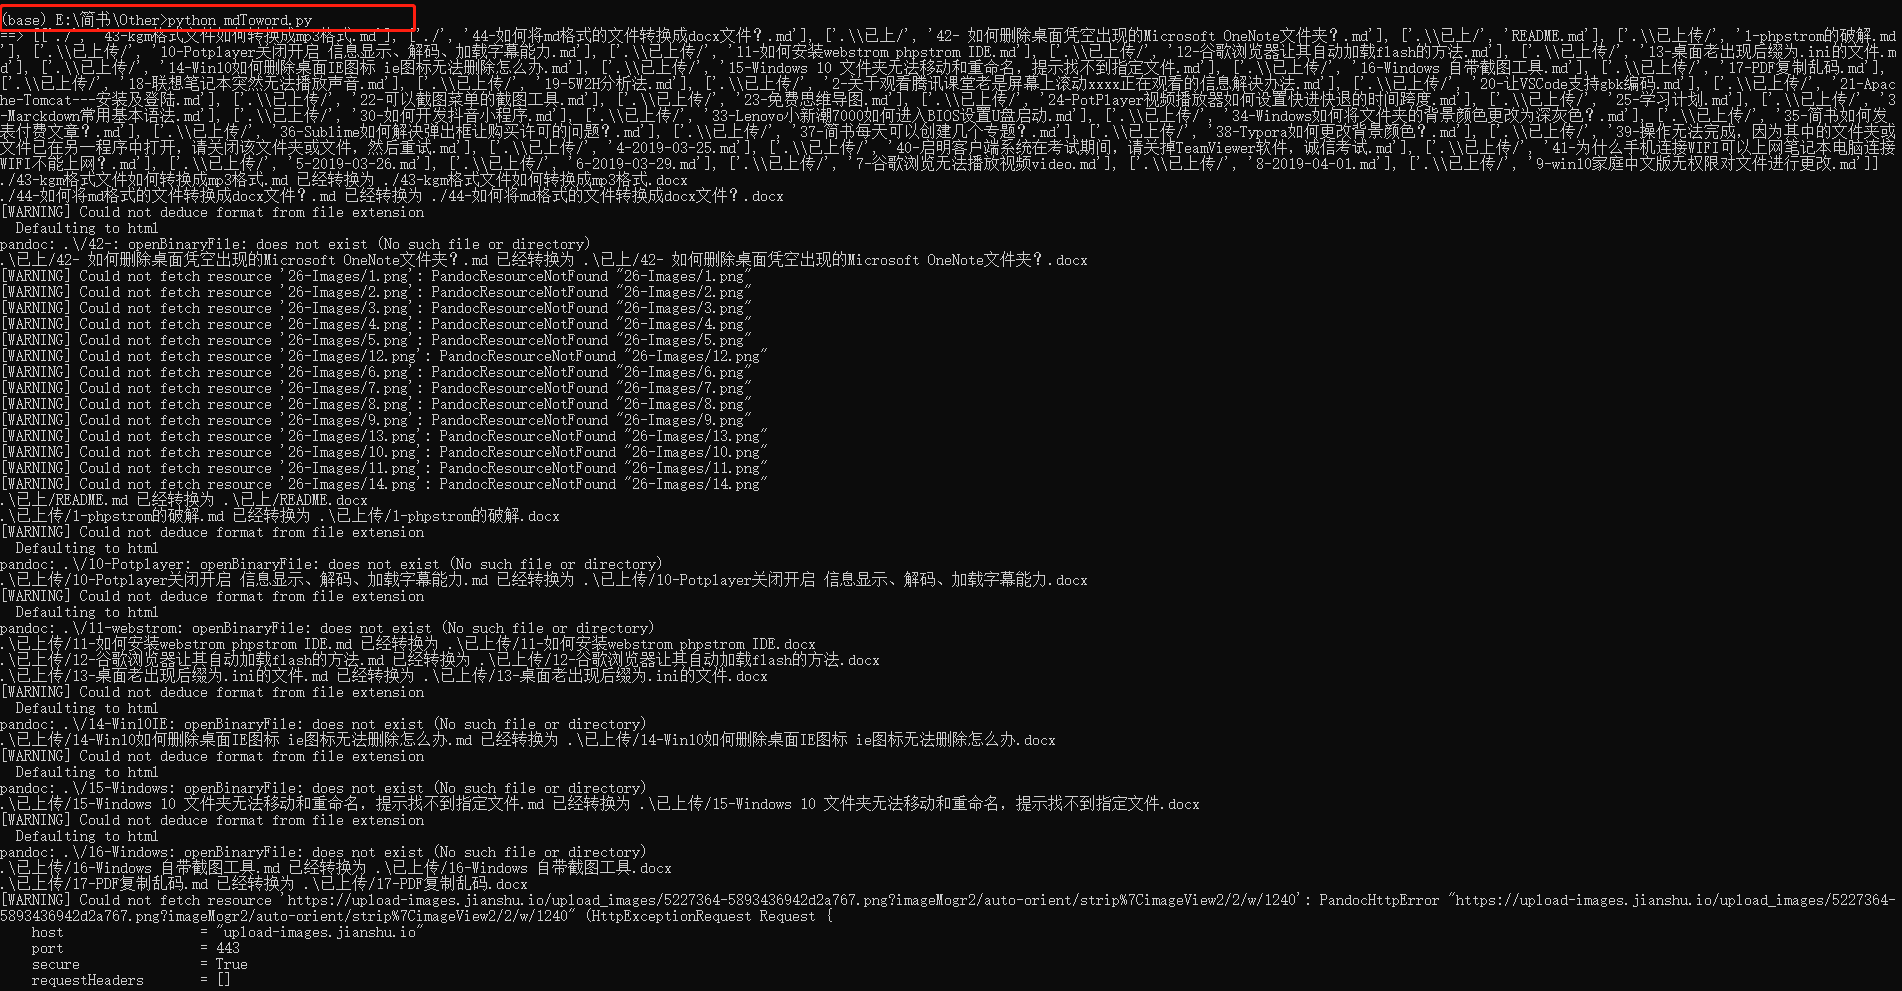 (base) E:\简书\Other>python mdToword.py
==> [['./', '43-kgm格式文件如何转换成mp3格式.md'], ['./', '44-如何将md格式的文件转换成docx文件？.md'], ['.\\已上/', '42- 如何删除桌面凭空出现的Microsoft OneNote文件夹？.md'], ['.\\已上/', 'README.md'], ['.\\已上传/', '1-phpstrom的破解.md
'], ['.\\已上传/', '10-Potplayer关闭开启 信息显示、解码、加载字幕能力.md'], ['.\\已上传/', '11-如何安装webstrom phpstrom IDE.md'], ['.\\已上传/', '12-谷歌浏览器让其自动加载flash的方法.md'], ['.\\已上传/', '13-桌面老出现后缀为.ini的文件.m
d'], ['.\\已上传/', '14-Win10如何删除桌面IE图标 ie图标无法删除怎么办.md'], ['.\\已上传/', '15-Windows 10 文件夹无法移动和重命名，提示找不到指定文件.md'], ['.\\已上传/', '16-Windows 自带截图工具.md'], ['.\\已上传/', '17-PDF复制乱码.md'],
['.\\已上传/', '18-联想笔记本突然无法播放声音.md'], ['.\\已上传/', '19-5W2H分析法.md'], ['.\\已上传/', '2-关于观看腾讯课堂老是屏幕上滚动xxxx正在观看的信息解决办法.md'], ['.\\已上传/', '20-让VSCode支持gbk编码.md'], ['.\\已上传/', '21-Apac
he-Tomcat---安装及登陆.md'], ['.\\已上传/', '22-可以截图菜单的截图工具.md'], ['.\\已上传/', '23-免费思维导图.md'], ['.\\已上传/', '24-PotPlayer视频播放器如何设置快进快退的时间跨度.md'], ['.\\已上传/', '25-学习计划.md'], ['.\\已上传/', '3
-Marckdown常用基本语法.md'], ['.\\已上传/', '30-如何开发抖音小程序.md'], ['.\\已上传/', '33-Lenovo小新潮7000如何进入BIOS设置U盘启动.md'], ['.\\已上传/', '34-Windows如何将文件夹的背景颜色更改为深灰色？.md'], ['.\\已上传/', '35-简书如何发
表付费文章？.md'], ['.\\已上传/', '36-Sublime如何解决弹出框让购买许可的问题？.md'], ['.\\已上传/', '37-简书每天可以创建几个专题？.md'], ['.\\已上传/', '38-Typora如何更改背景颜色？.md'], ['.\\已上传/', '39-操作无法完成，因为其中的文件夹或
文件已在另一程序中打开，请关闭该文件夹或文件，然后重试.md'], ['.\\已上传/', '4-2019-03-25.md'], ['.\\已上传/', '40-启明客户端系统在考试期间，请关掉TeamViewer软件，诚信考试.md'], ['.\\已上传/', '41-为什么手机连接WIFI可以上网笔记本电脑连接
WIFI不能上网？.md'], ['.\\已上传/', '5-2019-03-26.md'], ['.\\已上传/', '6-2019-03-29.md'], ['.\\已上传/', '7-谷歌浏览无法播放视频video.md'], ['.\\已上传/', '8-2019-04-01.md'], ['.\\已上传/', '9-win10家庭中文版无权限对文件进行更改.md']]
./43-kgm格式文件如何转换成mp3格式.md 已经转换为 ./43-kgm格式文件如何转换成mp3格式.docx
./44-如何将md格式的文件转换成docx文件？.md 已经转换为 ./44-如何将md格式的文件转换成docx文件？.docx
[WARNING] Could not deduce format from file extension
  Defaulting to html
pandoc: .\/42-: openBinaryFile: does not exist (No such file or directory)
.\已上/42- 如何删除桌面凭空出现的Microsoft OneNote文件夹？.md 已经转换为 .\已上/42- 如何删除桌面凭空出现的Microsoft OneNote文件夹？.docx
[WARNING] Could not fetch resource '26-Images/1.png': PandocResourceNotFound "26-Images/1.png"
[WARNING] Could not fetch resource '26-Images/2.png': PandocResourceNotFound "26-Images/2.png"
[WARNING] Could not fetch resource '26-Images/3.png': PandocResourceNotFound "26-Images/3.png"
[WARNING] Could not fetch resource '26-Images/4.png': PandocResourceNotFound "26-Images/4.png"
[WARNING] Could not fetch resource '26-Images/5.png': PandocResourceNotFound "26-Images/5.png"
[WARNING] Could not fetch resource '26-Images/12.png': PandocResourceNotFound "26-Images/12.png"
[WARNING] Could not fetch resource '26-Images/6.png': PandocResourceNotFound "26-Images/6.png"
[WARNING] Could not fetch resource '26-Images/7.png': PandocResourceNotFound "26-Images/7.png"
[WARNING] Could not fetch resource '26-Images/8.png': PandocResourceNotFound "26-Images/8.png"
[WARNING] Could not fetch resource '26-Images/9.png': PandocResourceNotFound "26-Images/9.png"
[WARNING] Could not fetch resource '26-Images/13.png': PandocResourceNotFound "26-Images/13.png"
[WARNING] Could not fetch resource '26-Images/10.png': PandocResourceNotFound "26-Images/10.png"
[WARNING] Could not fetch resource '26-Images/11.png': PandocResourceNotFound "26-Images/11.png"
[WARNING] Could not fetch resource '26-Images/14.png': PandocResourceNotFound "26-Images/14.png"
.\已上/README.md 已经转换为 .\已上/README.docx
.\已上传/1-phpstrom的破解.md 已经转换为 .\已上传/1-phpstrom的破解.docx
[WARNING] Could not deduce format from file extension
  Defaulting to html
pandoc: .\/10-Potplayer: openBinaryFile: does not exist (No such file or directory)
.\已上传/10-Potplayer关闭开启 信息显示、解码、加载字幕能力.md 已经转换为 .\已上传/10-Potplayer关闭开启 信息显示、解码、加载字幕能力.docx
[WARNING] Could not deduce format from file extension
  Defaulting to html
pandoc: .\/11-webstrom: openBinaryFile: does not exist (No such file or directory)
.\已上传/11-如何安装webstrom phpstrom IDE.md 已经转换为 .\已上传/11-如何安装webstrom phpstrom IDE.docx
.\已上传/12-谷歌浏览器让其自动加载flash的方法.md 已经转换为 .\已上传/12-谷歌浏览器让其自动加载flash的方法.docx
.\已上传/13-桌面老出现后缀为.ini的文件.md 已经转换为 .\已上传/13-桌面老出现后缀为.ini的文件.docx
[WARNING] Could not deduce format from file extension
  Defaulting to html
pandoc: .\/14-Win10IE: openBinaryFile: does not exist (No such file or directory)
.\已上传/14-Win10如何删除桌面IE图标 ie图标无法删除怎么办.md 已经转换为 .\已上传/14-Win10如何删除桌面IE图标 ie图标无法删除怎么办.docx
[WARNING] Could not deduce format from file extension
  Defaulting to html
pandoc: .\/15-Windows: openBinaryFile: does not exist (No such file or directory)
.\已上传/15-Windows 10 文件夹无法移动和重命名，提示找不到指定文件.md 已经转换为 .\已上传/15-Windows 10 文件夹无法移动和重命名，提示找不到指定文件.docx
[WARNING] Could not deduce format from file extension
  Defaulting to html
pandoc: .\/16-Windows: openBinaryFile: does not exist (No such file or directory)
.\已上传/16-Windows 自带截图工具.md 已经转换为 .\已上传/16-Windows 自带截图工具.docx
.\已上传/17-PDF复制乱码.md 已经转换为 .\已上传/17-PDF复制乱码.docx
[WARNING] Could not fetch resource 'https://upload-images.jianshu.io/upload_images/5227364-5893436942d2a767.png?imageMogr2/auto-orient/strip%7CimageView2/2/w/1240': PandocHttpError "https://upload-images.jianshu.io/upload_images/5227364-
5893436942d2a767.png?imageMogr2/auto-orient/strip%7CimageView2/2/w/1240" (HttpExceptionRequest Request {
    host                 = "upload-images.jianshu.io"
    port                 = 443
    secure               = True
    requestHeaders       = []